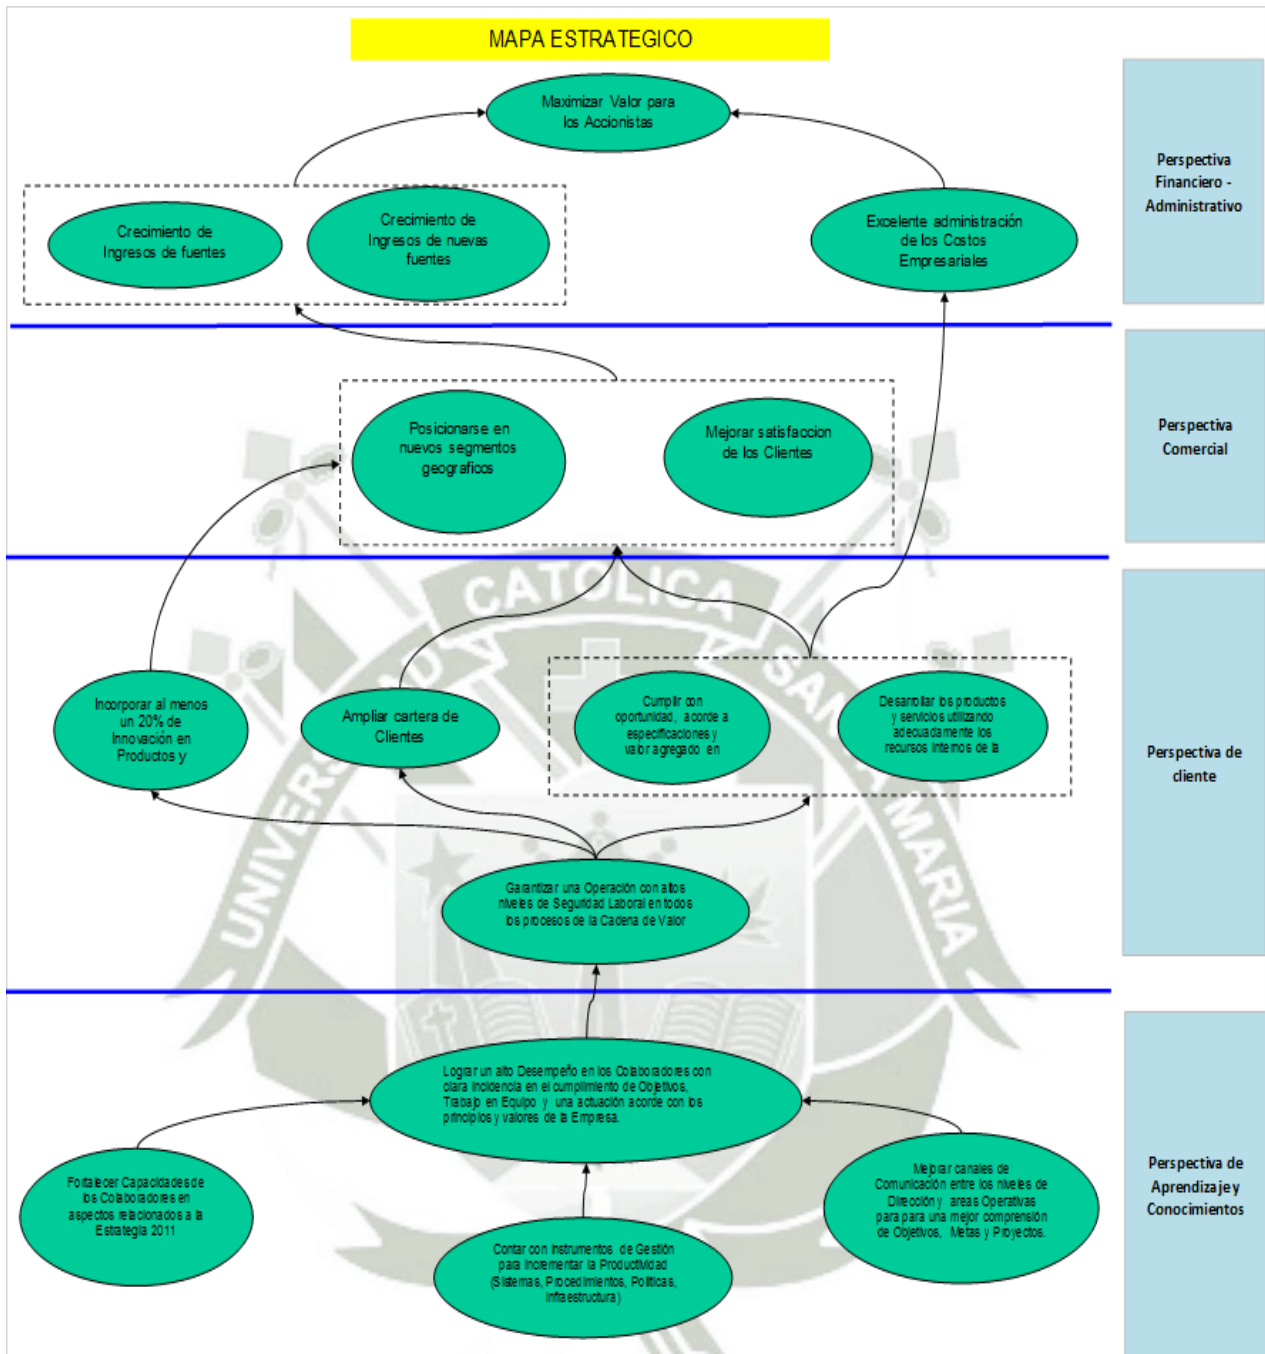 MAPA ESTRATEGICO
Maximizar Valor para
los Accionistas
Perspectiva
Financiero -
Administrativo
Crecimiento de
Ingresos de fuentes
Crecimiento de
Ingresos de nuevas
fuentes
Excelente administración
de los Costos
Empresariales
Posicionarse en
nuevos segmentos
geograficos
Mejorar satisfaccion
de los Clientes
Perspectiva
Comercial
Incorporar al menos
un 20% de
Innovación en
Productos y
Ampliar cartera de
Clientes
Cumplir con
oportunidad, acorde a
especificaciones y
valor agregado en
Desarrollar los productos
y servicios utilizando
adecuadamente los
recursos internos de la
Perspectiva de
cliente
Garantizar una Operación con altos
niveles de Seguridad Laboral en todos
los procesos de la Cadena de Valor
Lograr un alto Desempeño en los Colaboradores con
clara incidencia en el cumplimiento de Objetivos,
Trabajo en Equipo y una actuación acorde con los
principios y valores de la Empresa.
Fortalecer Capacidades de
los Colaboradores en
aspectos relacionados a la
Estrategia 2011
Contar con Instrumentos de Gestión
para Incrementar la Productividad
(Sistemas, Procedimientos, Politicas,
Infraestructura)
Mejorar canales de
Comunicación entre los niveles de
Dirección y areas Operativas
para para una mejor comprensión
de Objetivos, Metas y Proyectos.
Perspectiva de
Aprendizaje y
Conocimientos
UNIVERSIDAD CATOLICA SANTA MARIA